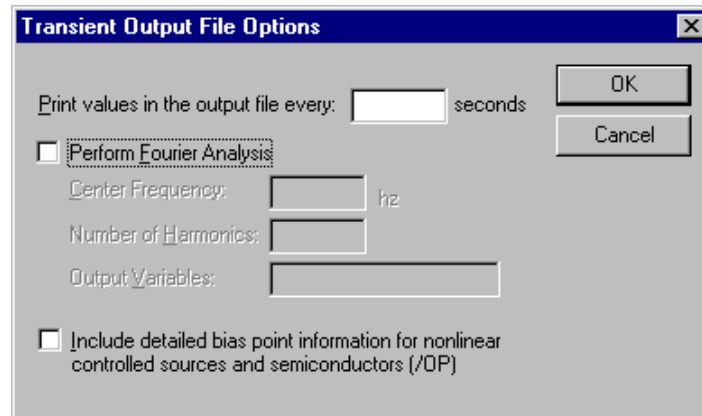 Transient Output File Options
Print values in the output file every: seconds
OK
Cancel
Perform Fourier Analysis
Center Frequency: hz
Number of Harmonics:
Output Variables:
Include detailed bias point information for nonlinear
controlled sources and semiconductors (/OP)